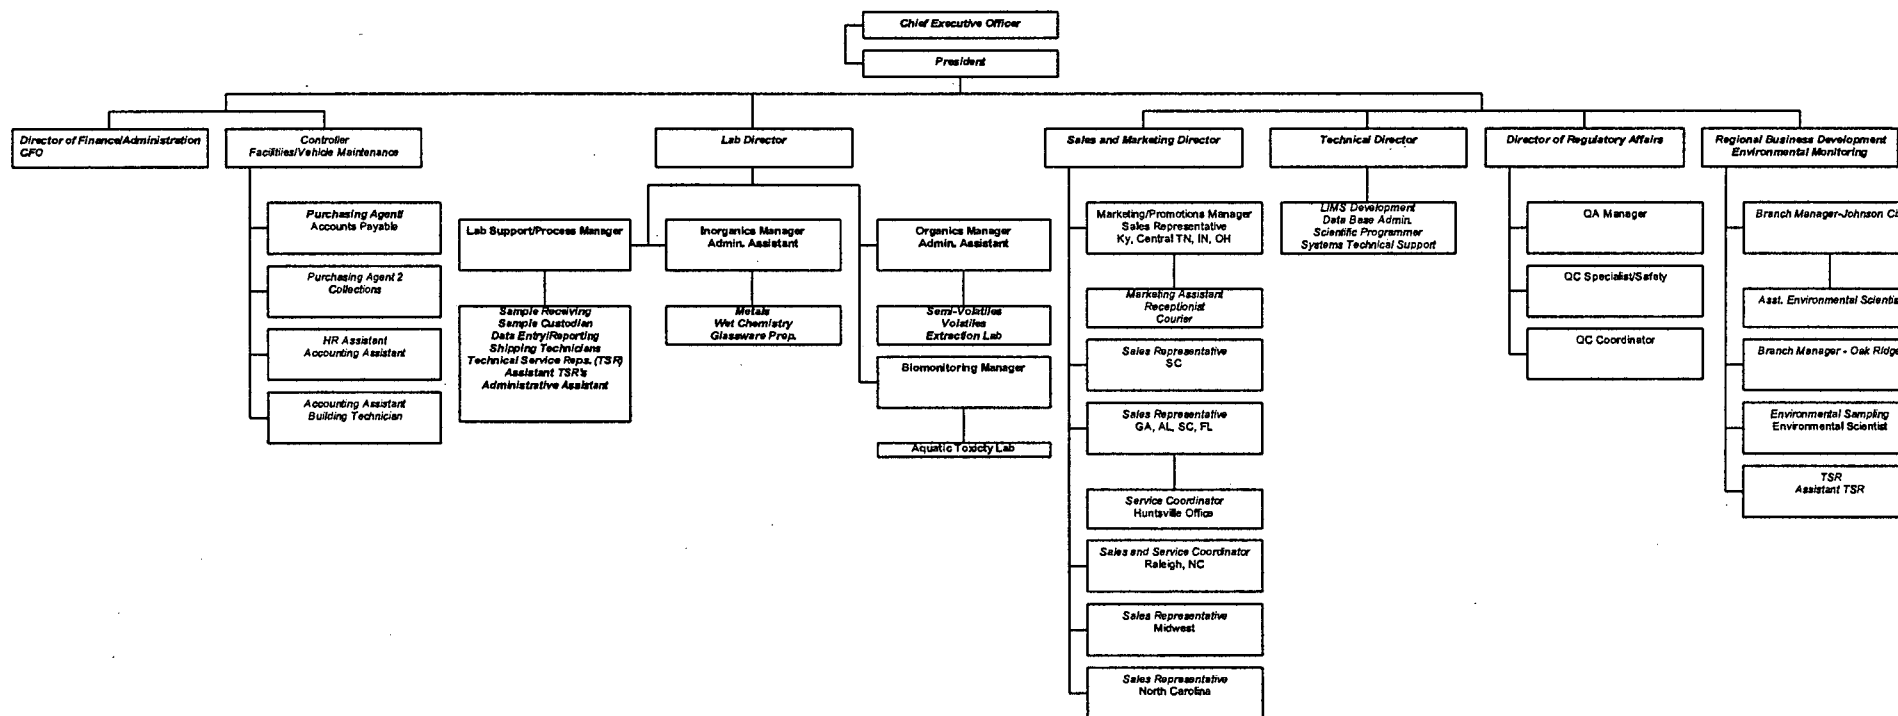 Chief Executive Officer
President
Director of Finance/Administration
CFO
Controller
Facilities/Vehicle Maintenance
Lab Director
Sales and Marketing Director
Technical Director
Director of Regulatory Affairs
Regional Business Development
Environmental Monitoring
Purchasing Agent/
Accounts Payable
Purchasing Agent 2
Collections
HR Assistant
Accounting Assistant
Accounting Assistant
Building Technician
Lab Support/Process Manager
Sample Receiving
Sample Custodian
Data Entry/Reporting
Shipping Technicians
Technical Service Reps. (TSR)
Assistant TSR's
Administrative Assistant
Inorganics Manager
Admin. Assistant
Metals
Wet Chemistry
Glassware Prep.
Organics Manager
Admin. Assistant
Semi-Volatiles
Volatiles
Extraction Lab
Biomonitoring Manager
Aquatic Toxicty Lab
Marketing/Promotions Manager
Sales Representative
Ky, Central TN, IN, OH
Marketing Assistant
Receptionist
Courier
Sales Representative
SC
Sales Representative
GA, AL, SC, FL
Service Coordinator
Huntsville Office
Sales and Service Coordinator
Raleigh, NC
Sales Representative
Midwest
Sales Representative
North Carolina
LIMS Development
Data Base Admin.
Scientific Programmer
Systems Technical Support
QA Manager
QC Specialist/Safety
QC Coordinator
Branch Manager-Johnson
Asst. Environmental
Branch Manager - Oak Ridge
Environmental Sampling
Environmental Scientist
TSR
Assistant TSR